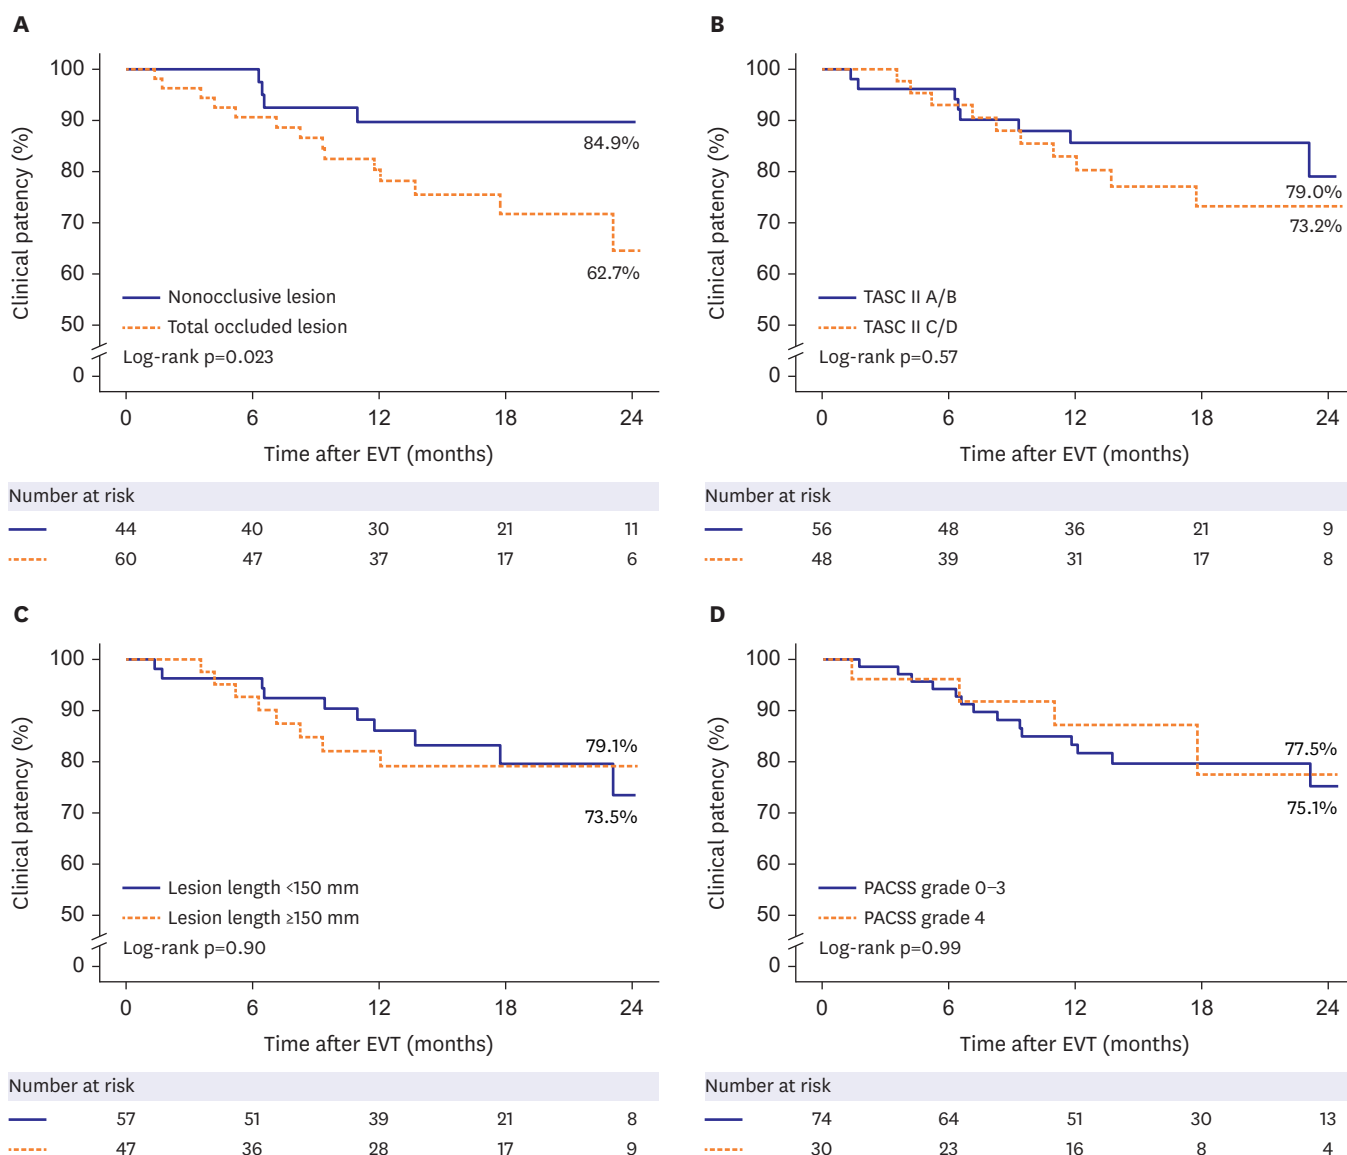 A
Clinical patency (%)
100
90
80
70
60
50
0
84.9%
62.7%
Nonocclusive lesion
Total occluded lesion
Log-rank p=0.023
0 6 12 18 24
Time after EVT (months)
Number at risk
44 40 30 21 11
60 47 37 17 6
B
Clinical patency (%)
100
90
80
70
60
50
0
79.0%
73.2%
TASC II A/B
TASC II C/D
Log-rank p=0.57
0 6 12 18 24
Time after EVT (months)
Number at risk
56 48 36 21 9
48 39 31 17 8
C
Clinical patency (%)
100
90
80
70
60
50
0
79.1%
73.5%
Lesion length <150 mm
Lesion length ≥150 mm
Log-rank p=0.90
0 6 12 18 24
Time after EVT (months)
Number at risk
57 51 39 21 8
47 36 28 17 9
D
Clinical patency (%)
100
90
80
70
60
50
0
77.5%
75.1%
PACSS grade 0–3
PACSS grade 4
Log-rank p=0.99
0 6 12 18 24
Time after EVT (months)
Number at risk
74 64 51 30 13
30 23 16 8 4